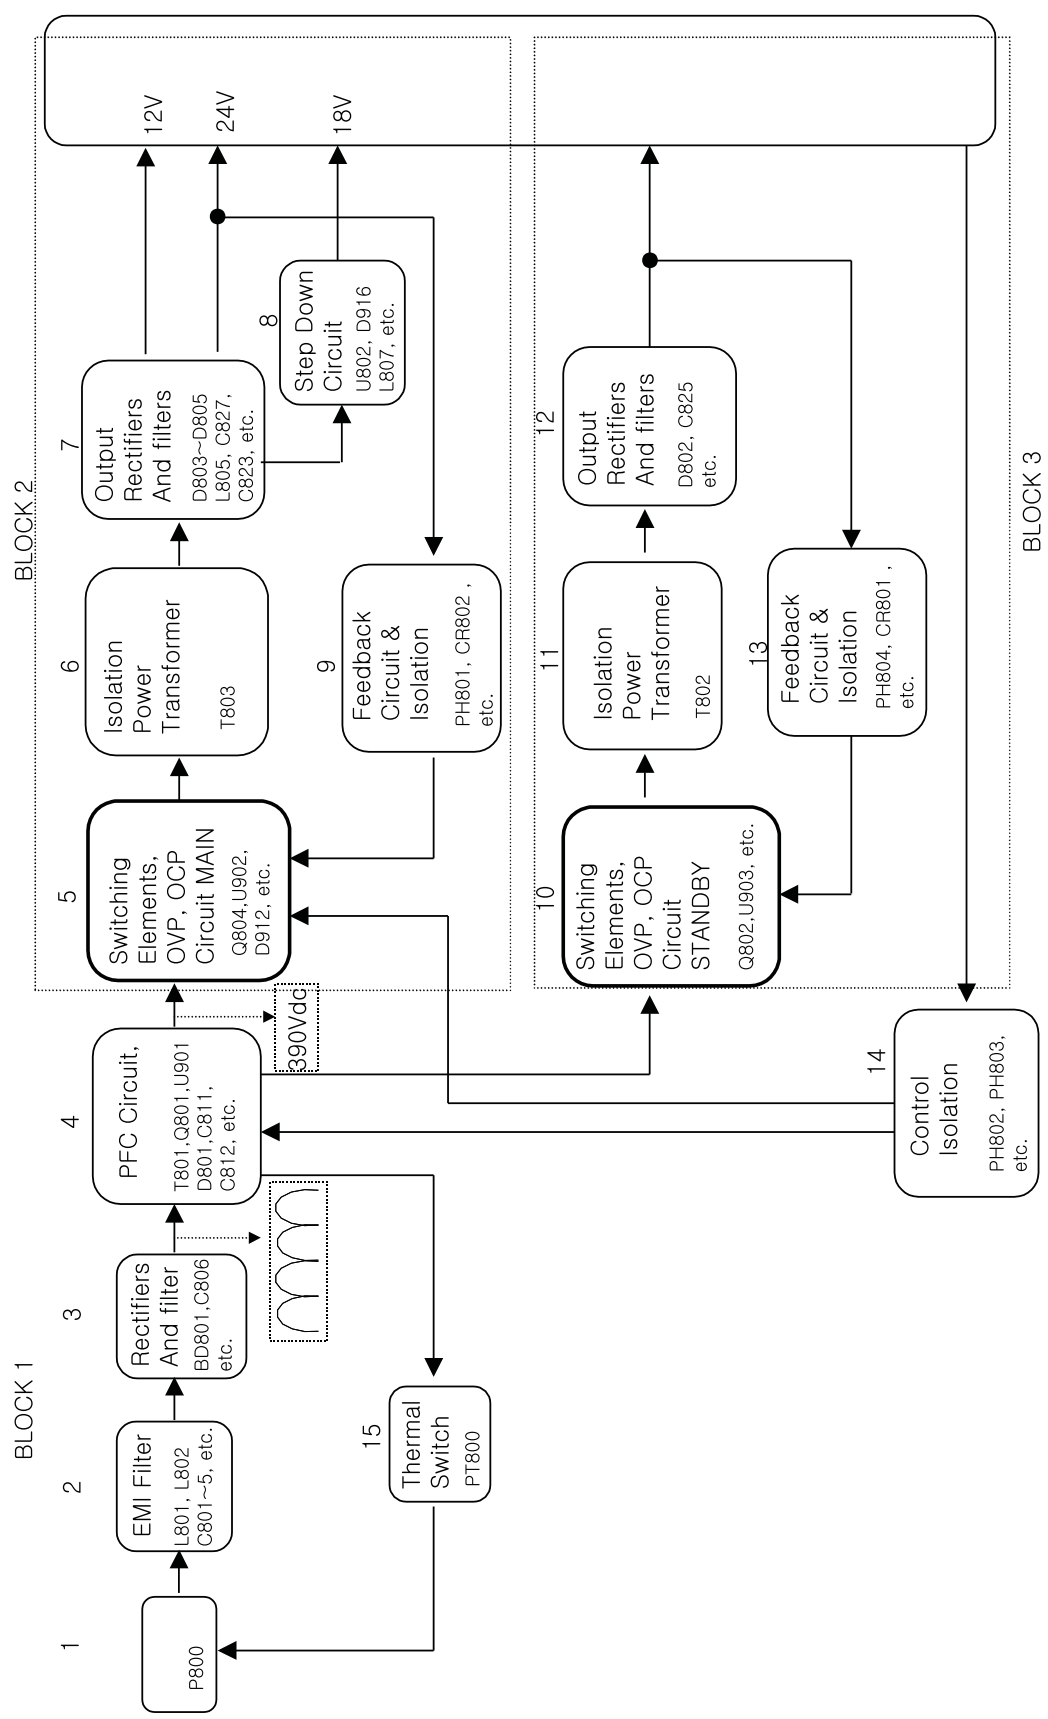 BLOCK 1
1
P800
2
EMI Filter
L801, L802
C801~5, etc.
3
Rectifiers
And filter
BD801,C806
etc.
4
PFC Circuit,
T801,Q801,U901
D801,C811,
C812, etc.
390Vdc
15
Thermal
Switch
PT800
BLOCK 2
5
Switching
Elements,
OVP, OCP
Circuit MAIN
Q804,U902,
D912, etc.
6
Isolation
Power
Transformer
T803
7
Output
Rectifiers
And filters
D803~D805
L805, C827,
C823, etc.
8
Step Down
Circuit
U802, D916
L807, etc.
9
Feedback
Circuit &
Isolation
PH801, CR802 ,
etc.
12V
24V
18V
BLOCK 3
10
Switching
Elements,
OVP, OCP
Circuit
STANDBY
Q802,U903, etc.
11
Isolation
Power
Transformer
T802
12
Output
Rectifiers
And filters
D802, C825
etc.
13
Feedback
Circuit &
Isolation
PH804, CR801 ,
etc.
14
Control
Isolation
PH802, PH803,
etc.